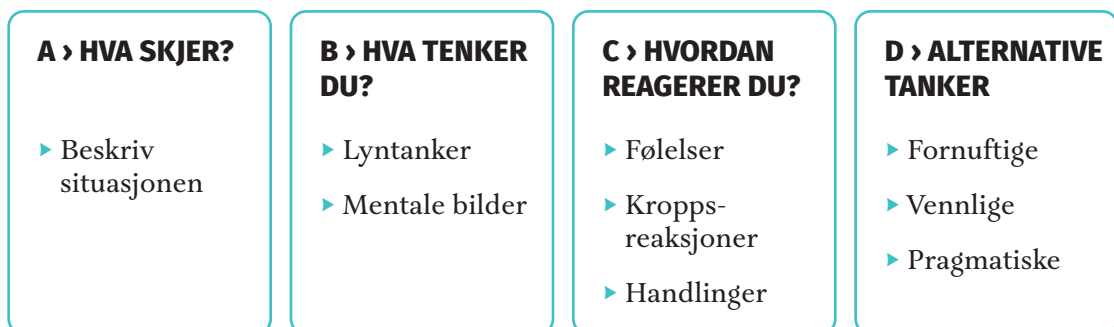 A › HVA SKJER?
▸ Beskriv
situasjonen
B › HVA TENKER
DU?
▸ Lyntanker
▸ Mentale bilder
C › HVORDAN
REAGERER DU?
▸ Følelser
▸ Kropps-
reaksjoner
▸ Handlinger
D › ALTERNATIVE
TANKER
▸ Fornuftige
▸ Vennlige
▸ Pragmatiske